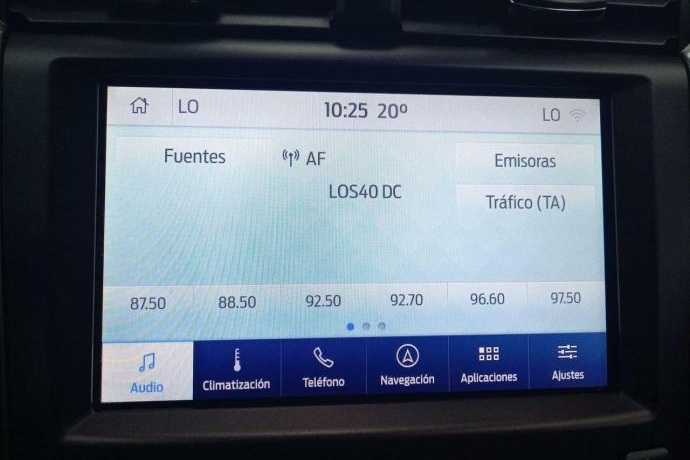 LO 10:25 20º LO
Fuentes AF Emisoras
LOS40 DC
Tráfico (TA)
87.50 88.50 92.50 92.70 96.60 97.50
Audio Climatización Teléfono Navegación Aplicaciones Ajustes